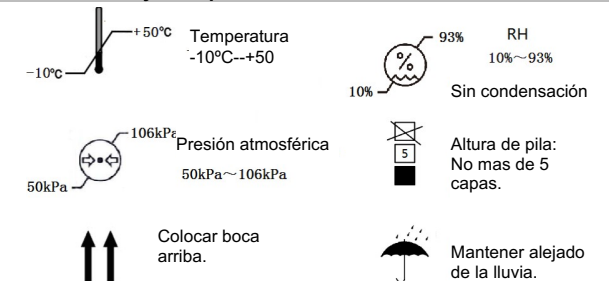 +50℃
-10℃
Temperatura
-10ºC--+50
93%
%
10%
RH
10%～93%
Sin condensación
106kPa
50kPa
Presión atmosférica
50kPa～106kPa
5
Altura de pila:
No mas de 5
capas.
Colocar boca
arriba.
Mantener alejado
de la lluvia.